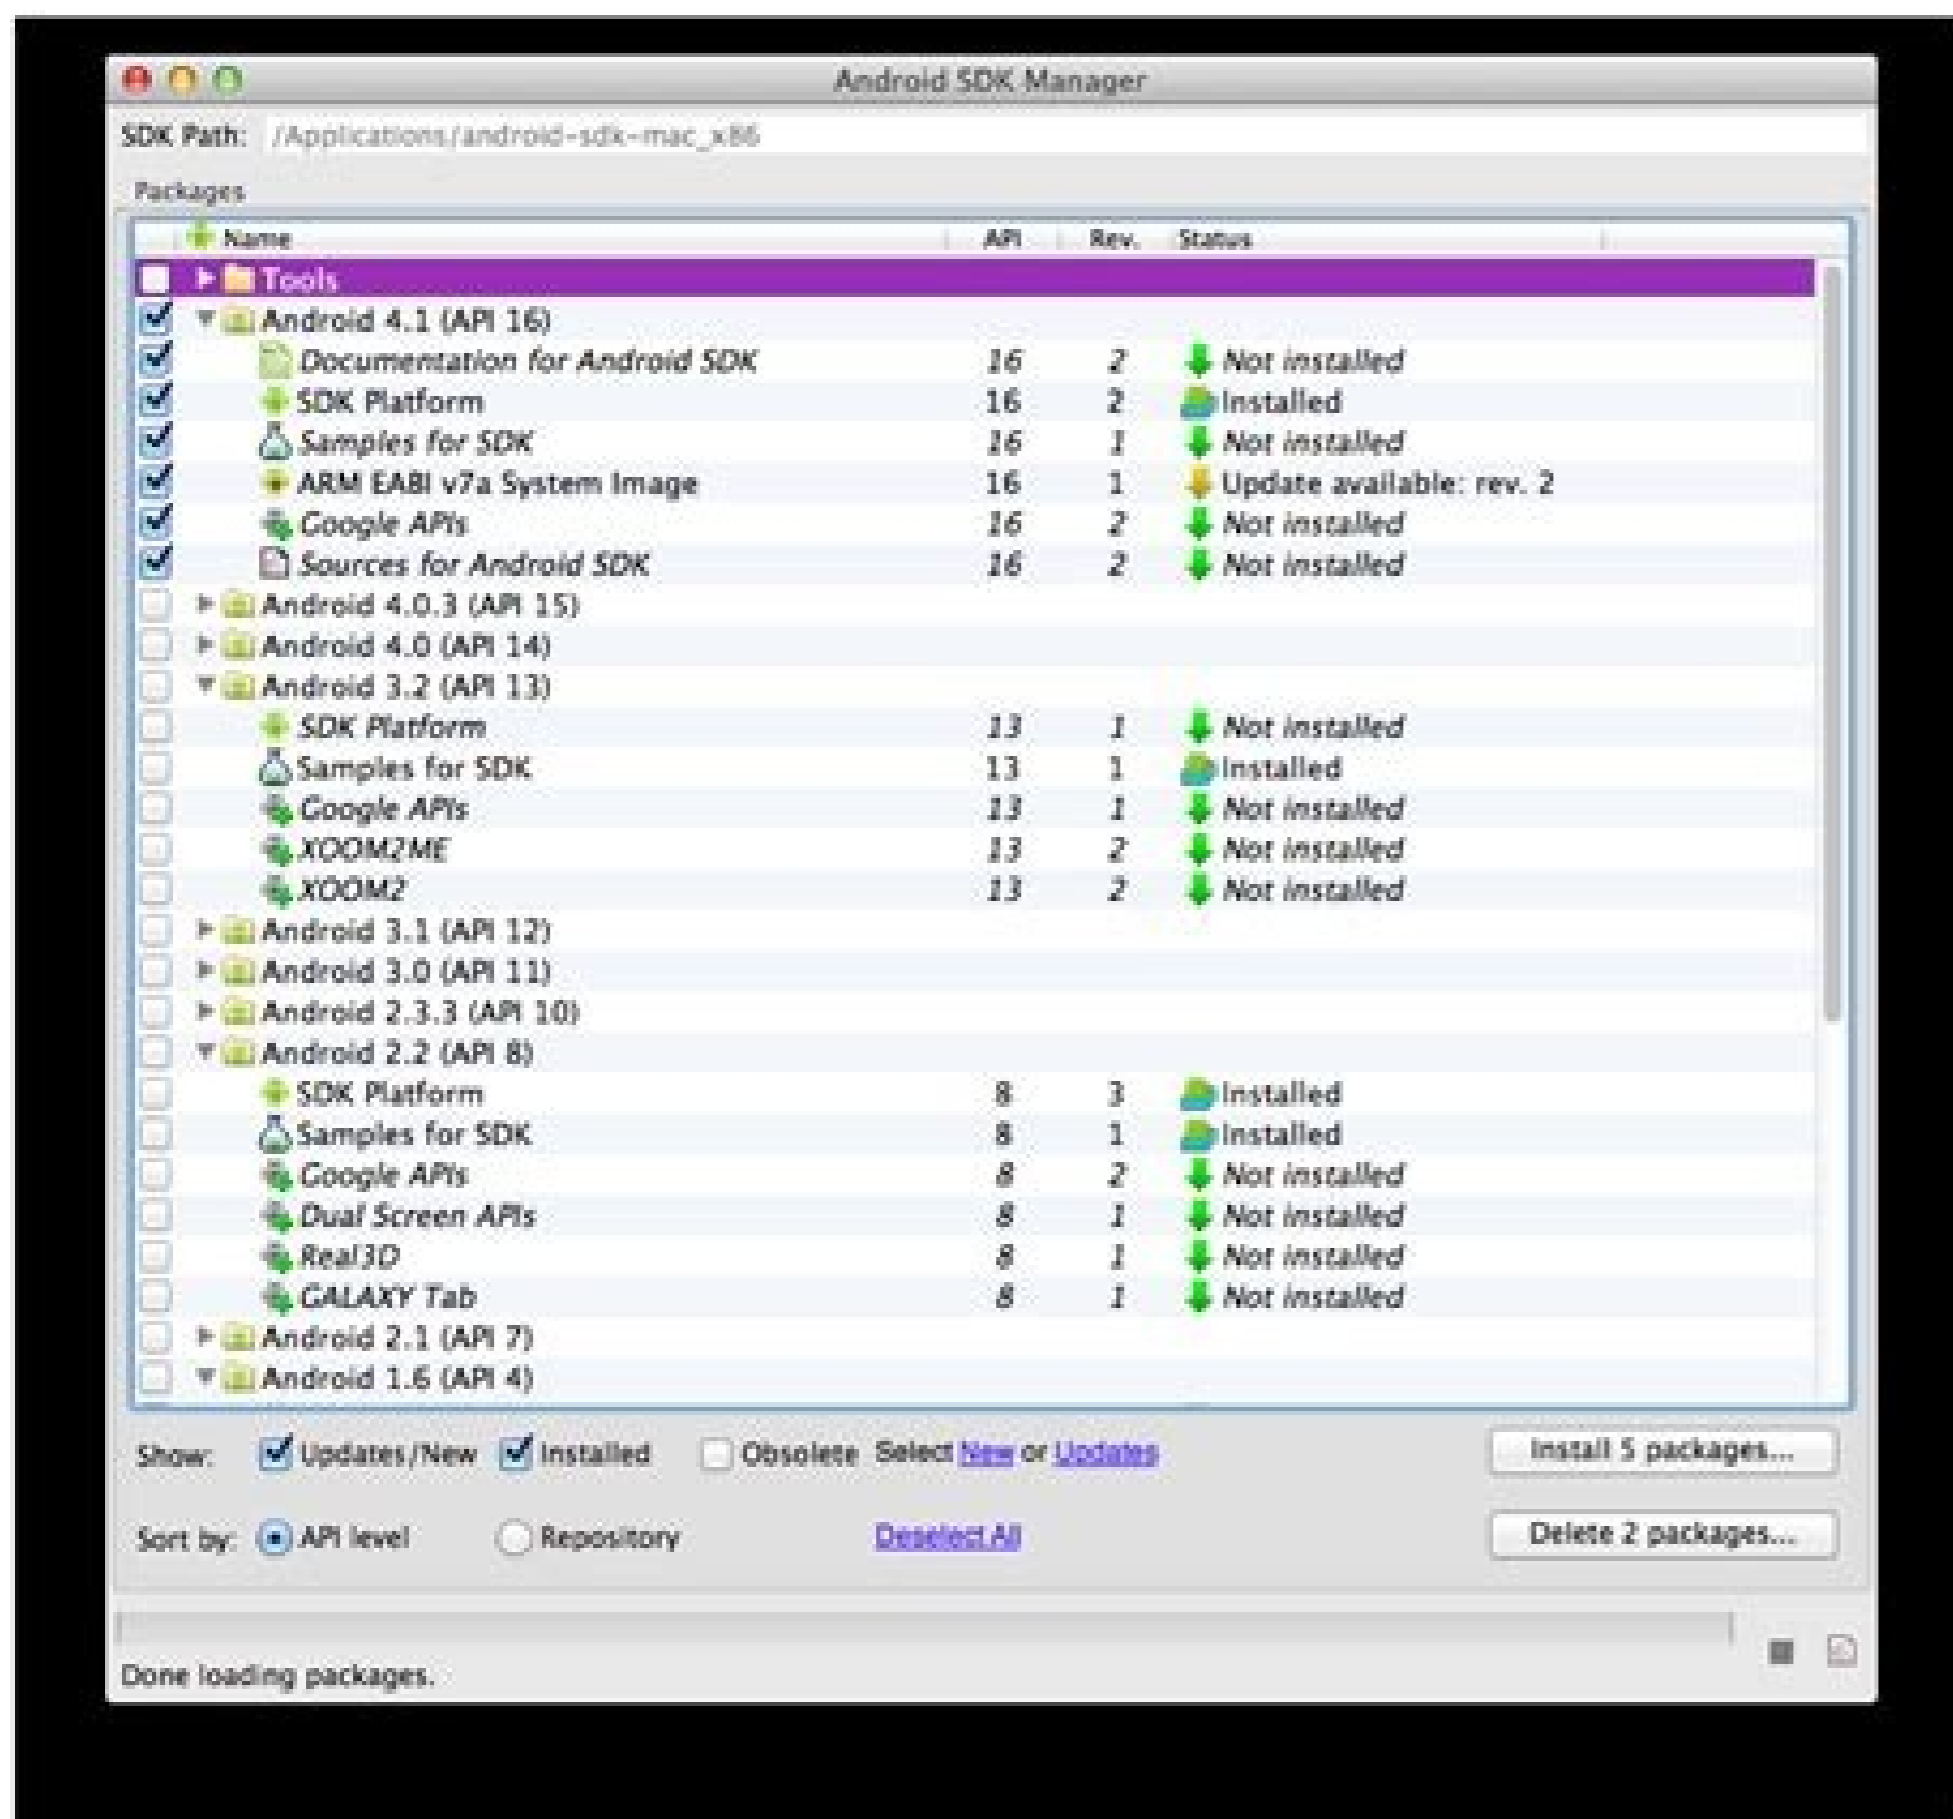 Android SDK Manager
SDK Path: /Applications/android-sdk-mac_x86
Packages
Name API Rev. Status
Tools
Android 4.1 (API 16)
Documentation for Android SDK 16 2 Not installed
SDK Platform 16 2 Installed
Samples for SDK 16 1 Not installed
ARM EABI v7a System Image 16 1 Update available: rev. 2
Google APIs 16 2 Not installed
Sources for Android SDK 16 2 Not installed
Android 4.0.3 (API 15)
Android 4.0 (API 14)
Android 3.2 (API 13)
SDK Platform 13 1 Not installed
Samples for SDK 13 1 Installed
Google APIs 13 1 Not installed
XOOM2ME 13 2 Not installed
XOOM2 13 2 Not installed
Android 3.1 (API 12)
Android 3.0 (API 11)
Android 2.3.3 (API 10)
Android 2.2 (API 8)
SDK Platform 8 3 Installed
Samples for SDK 8 1 Installed
Google APIs 8 2 Not installed
Dual Screen APIs 8 1 Not installed
Real3D 8 1 Not installed
GALAXY Tab 8 1 Not installed
Android 2.1 (API 7)
Android 1.6 (API 4)
Show: Updates/New Installed Obsolete Select New or Updates Install 5 packages...
Sort by: API level Repository Deselect All Delete 2 packages...
Done loading packages.